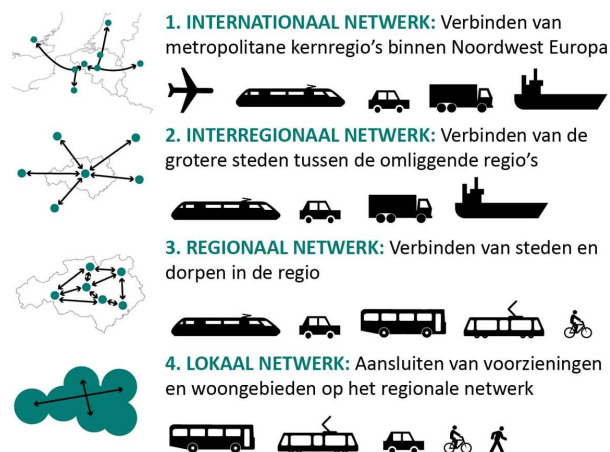 1. INTERNATIONAAL NETWERK: Verbinden van
metropolitane kernregio's binnen Noordwest Europa
2. INTERREGIONAAL NETWERK: Verbinden van de
grotere steden tussen de omliggende regio's
3. REGIONAAL NETWERK: Verbinden van steden en
dorpen in de regio
4. LOKAAL NETWERK: Aansluiten van voorzieningen
en woongebieden op het regionale netwerk